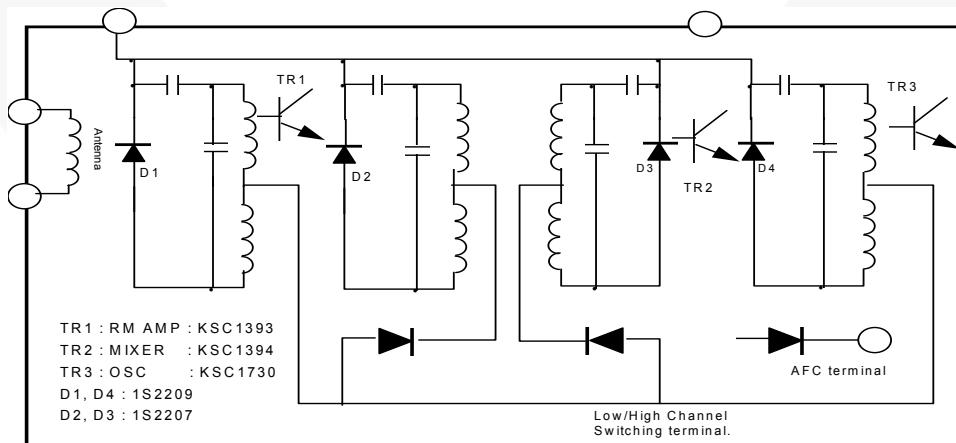 TR1
TR3
Antenna
D1
D2
D3
TR2
D4
TR1 : RM AMP : KSC1393
TR2 : MIXER : KSC1394
TR3 : OSC : KSC1730
D1, D4 : 1S2209
D2, D3 : 1S2207
AFC terminal
Low/High Channel
Switching terminal.